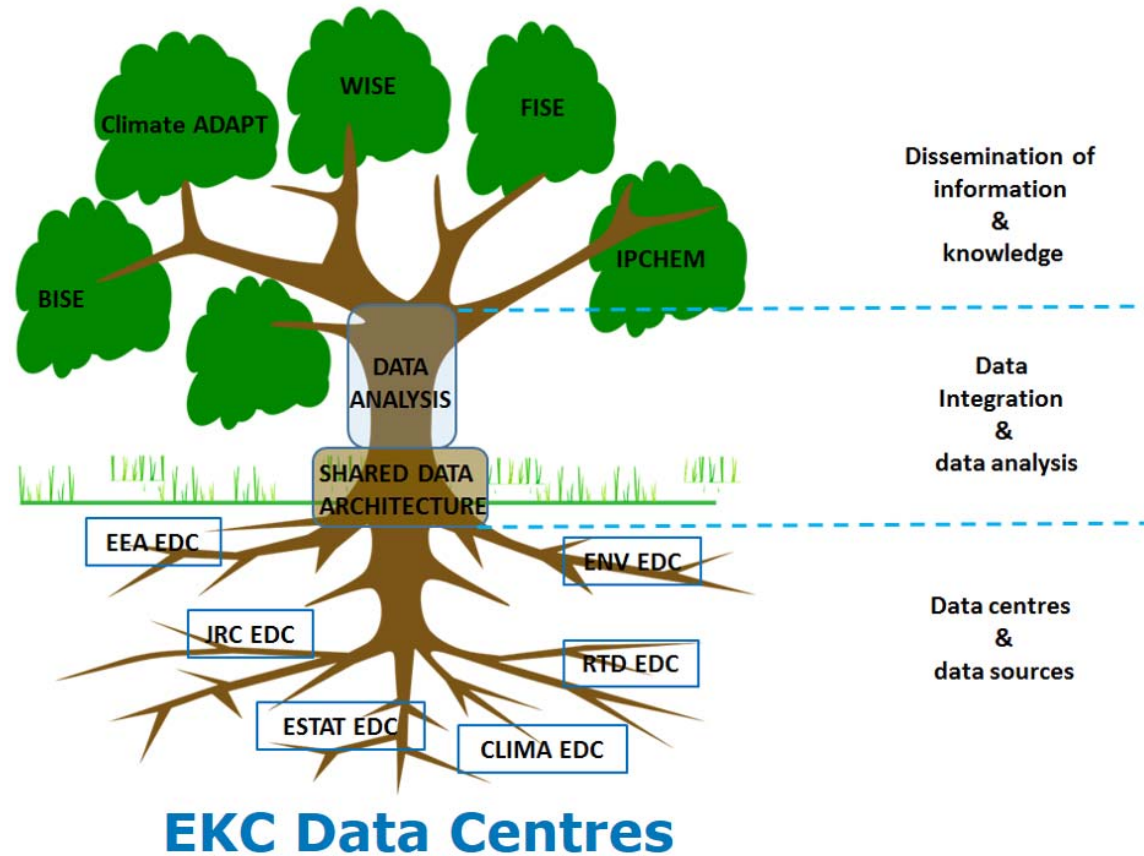 WISE
Climate ADAPT
FISE
BISE
IPCHEM
Dissemination of
information
&
knowledge
DATA
ANALYSIS
Data
Integration
&
data analysis
SHARED DATA
ARCHITECTURE
EEA EDC
ENV EDC
JRC EDC
RTD EDC
ESTAT EDC
CLIMA EDC
Data centres
&
data sources
EKC Data Centres